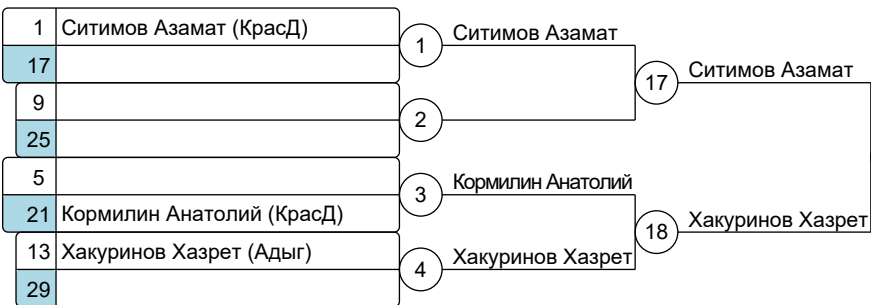 1 Ситимов Азамат (КрасД)
17
1
Ситимов Азамат
9
25
2
17
Ситимов Азамат
5
21 Кормилин Анатолий (КрасД)
3
Кормилин Анатолий
13 Хакуринов Хазрет (Адыг)
29
4
Хакуринов Хазрет
18
Хакуринов Хазрет